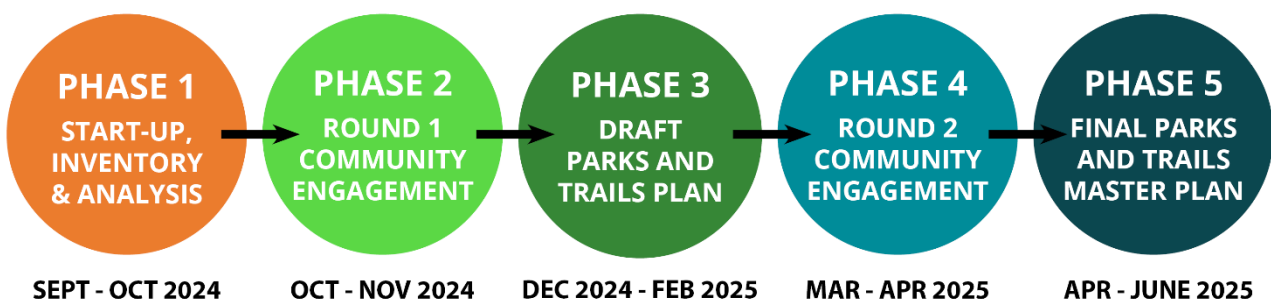 PHASE 1
START-UP,
INVENTORY
& ANALYSIS
SEPT - OCT 2024
PHASE 2
ROUND 1
COMMUNITY
ENGAGEMENT
OCT - NOV 2024
PHASE 3
DRAFT
PARKS AND
TRAILS PLAN
DEC 2024 - FEB 2025
PHASE 4
ROUND 2
COMMUNITY
ENGAGEMENT
MAR - APR 2025
PHASE 5
FINAL PARKS
AND TRAILS
MASTER PLAN
APR - JUNE 2025